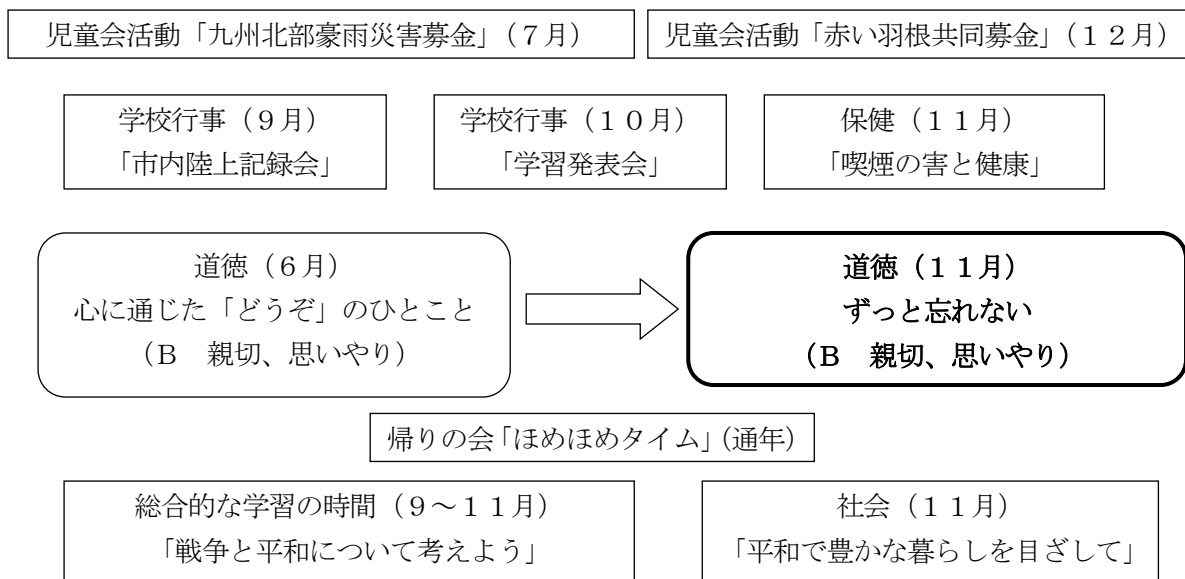 児童会活動「九州北部豪雨災害募金」（７月）
児童会活動「赤い羽根共同募金」（１２月）
学校行事（９月）
「市内陸上記録会」
学校行事（１０月）
「学習発表会」
保健（１１月）
「喫煙の害と健康」
道徳（６月）
心に通じた「どうぞ」のひとこと
（Ｂ　親切、思いやり）
道徳（１１月）
ずっと忘れない
（Ｂ　親切、思いやり）
帰りの会「ほめほめタイム」（通年）
総合的な学習の時間（９～１１月）
「戦争と平和について考えよう」
社会（１１月）
「平和で豊かな暮らしを目ざして」